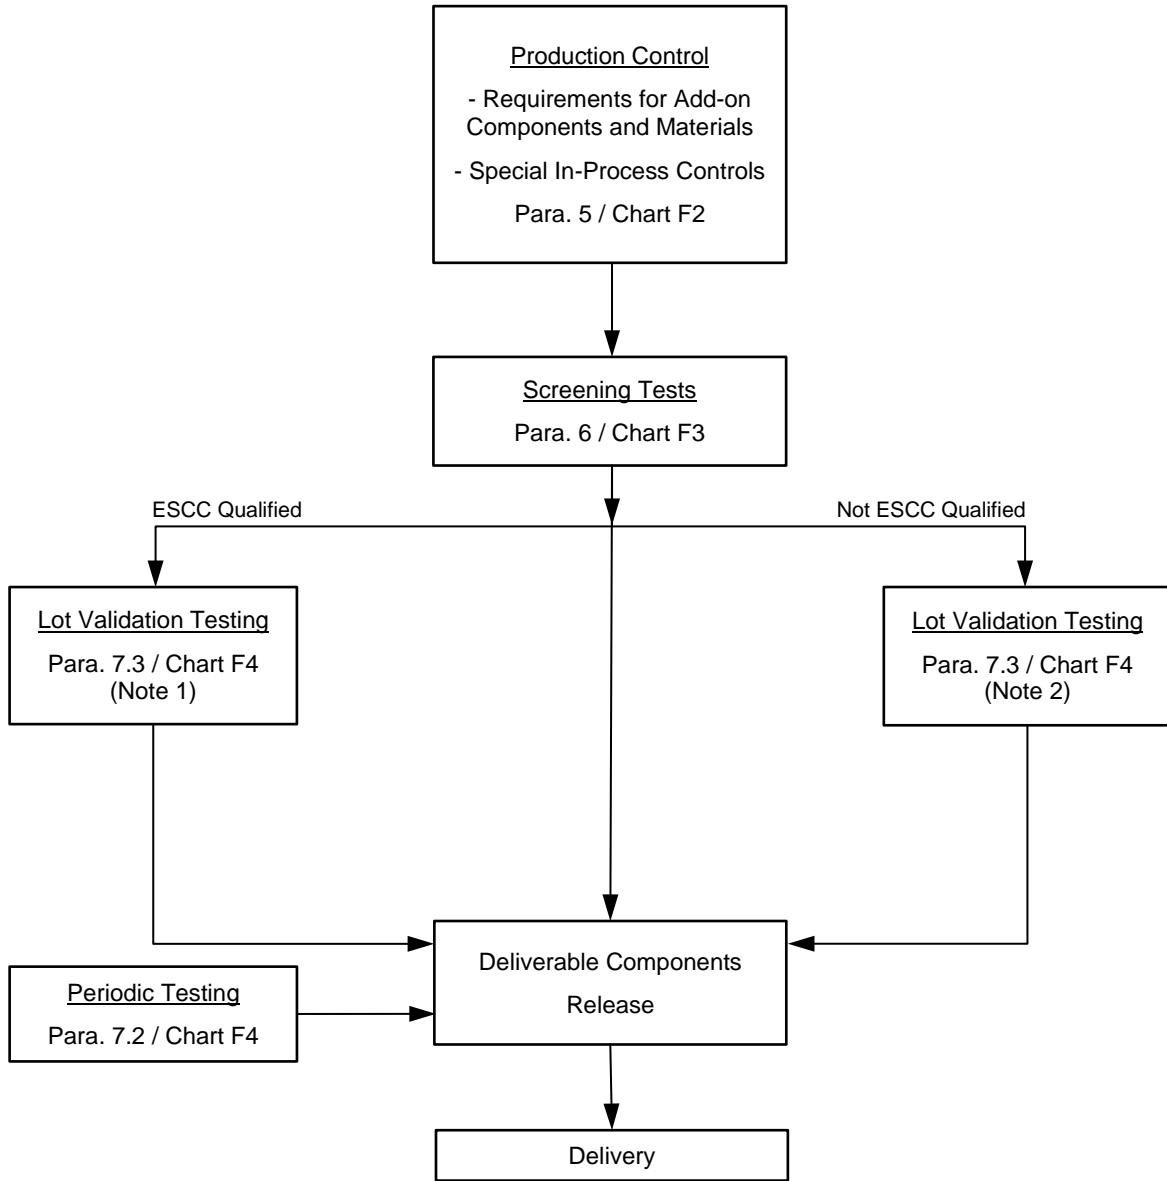 Production Control
- Requirements for Add-on
Components and Materials
- Special In-Process Controls
Para. 5 / Chart F2
Screening Tests
Para. 6 / Chart F3
ESCC Qualified
Not ESCC Qualified
Lot Validation Testing
Para. 7.3 / Chart F4
(Note 1)
Lot Validation Testing
Para. 7.3 / Chart F4
(Note 2)
Deliverable Components
Release
Periodic Testing
Para. 7.2 / Chart F4
Delivery